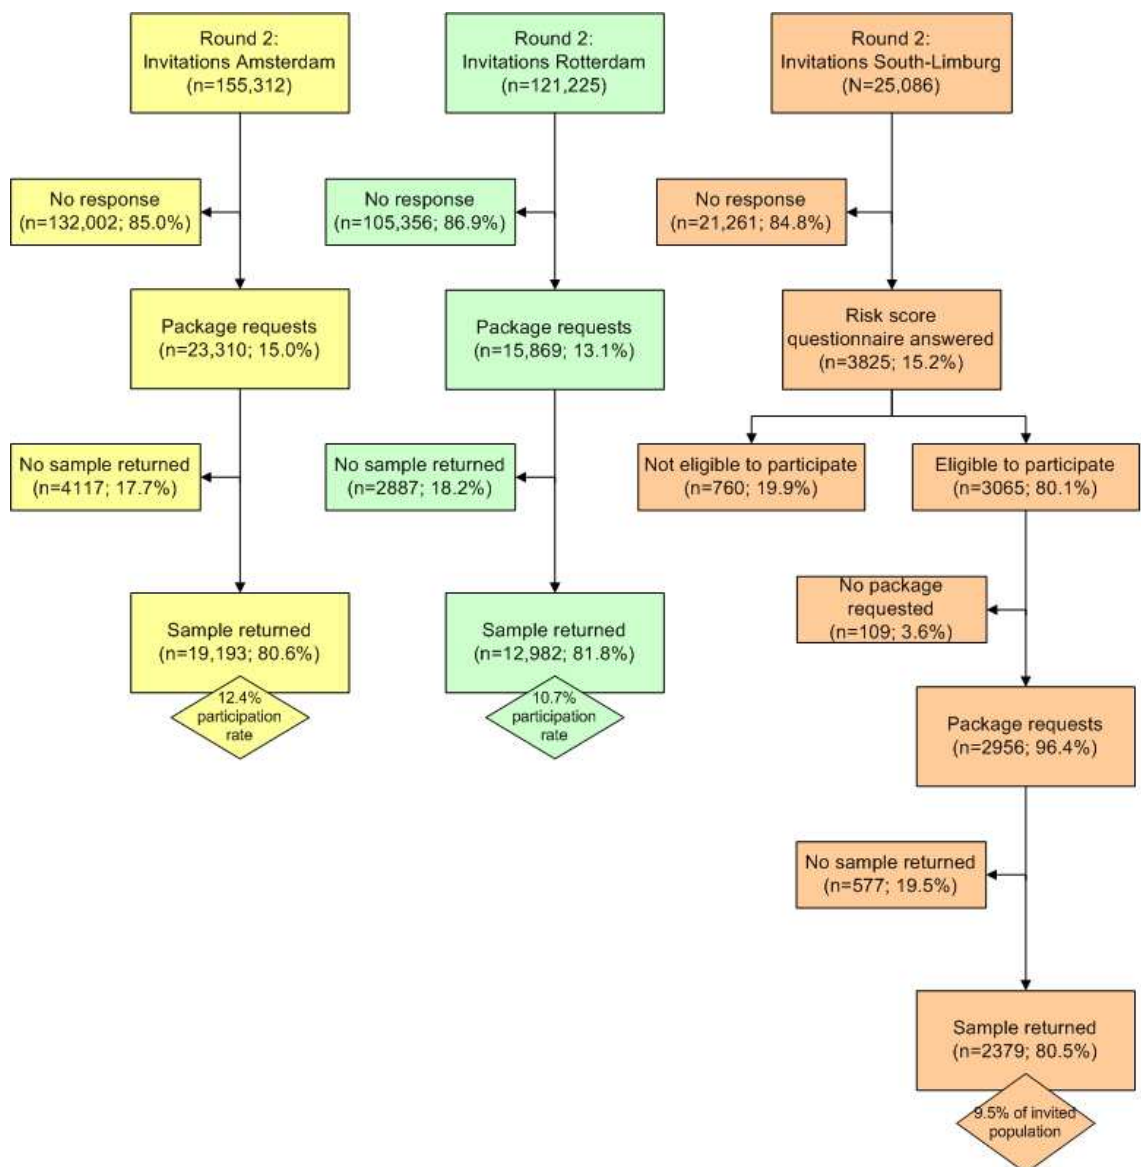 Round 2:
Invitations Amsterdam
(n=155,312)
No response
(n=132,002; 85.0%)
Package requests
(n=23,310; 15.0%)
No sample returned
(n=4117; 17.7%)
Sample returned
(n=19,193; 80.6%)
12.4%
participation
rate
Round 2:
Invitations Rotterdam
(n=121,225)
No response
(n=105,356; 86.9%)
Package requests
(n=15,869; 13.1%)
No sample returned
(n=2887; 18.2%)
Sample returned
(n=12,982; 81.8%)
10.7%
participation
rate
Round 2:
Invitations South-Limburg
(N=25,086)
No response
(n=21,261; 84.8%)
Risk score
questionnaire answered
(n=3825; 15.2%)
Not eligible to participate
(n=760; 19.9%)
Eligible to participate
(n=3065; 80.1%)
No package
requested
(n=109; 3.6%)
Package requests
(n=2956; 96.4%)
No sample returned
(n=577; 19.5%)
Sample returned
(n=2379; 80.5%)
9.5% of invited
population